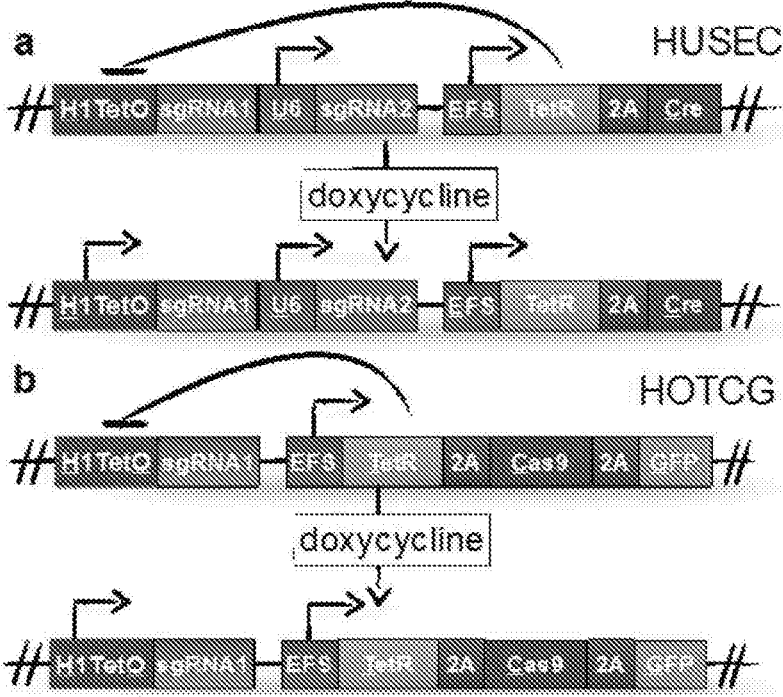 a HUSEC
H1TetO sgRNA1 U6 sgRNA2 EFS TetR 2A Cre
doxycycline
H1TetO sgRNA1 U6 sgRNA2 EFS TetR 2A Cre
b HOTCG
H1TetO sgRNA1 EFS TetR 2A Cas9 2A GFP
doxycycline
H1TetO sgRNA1 EFS TetR 2A Cas9 2A GFP